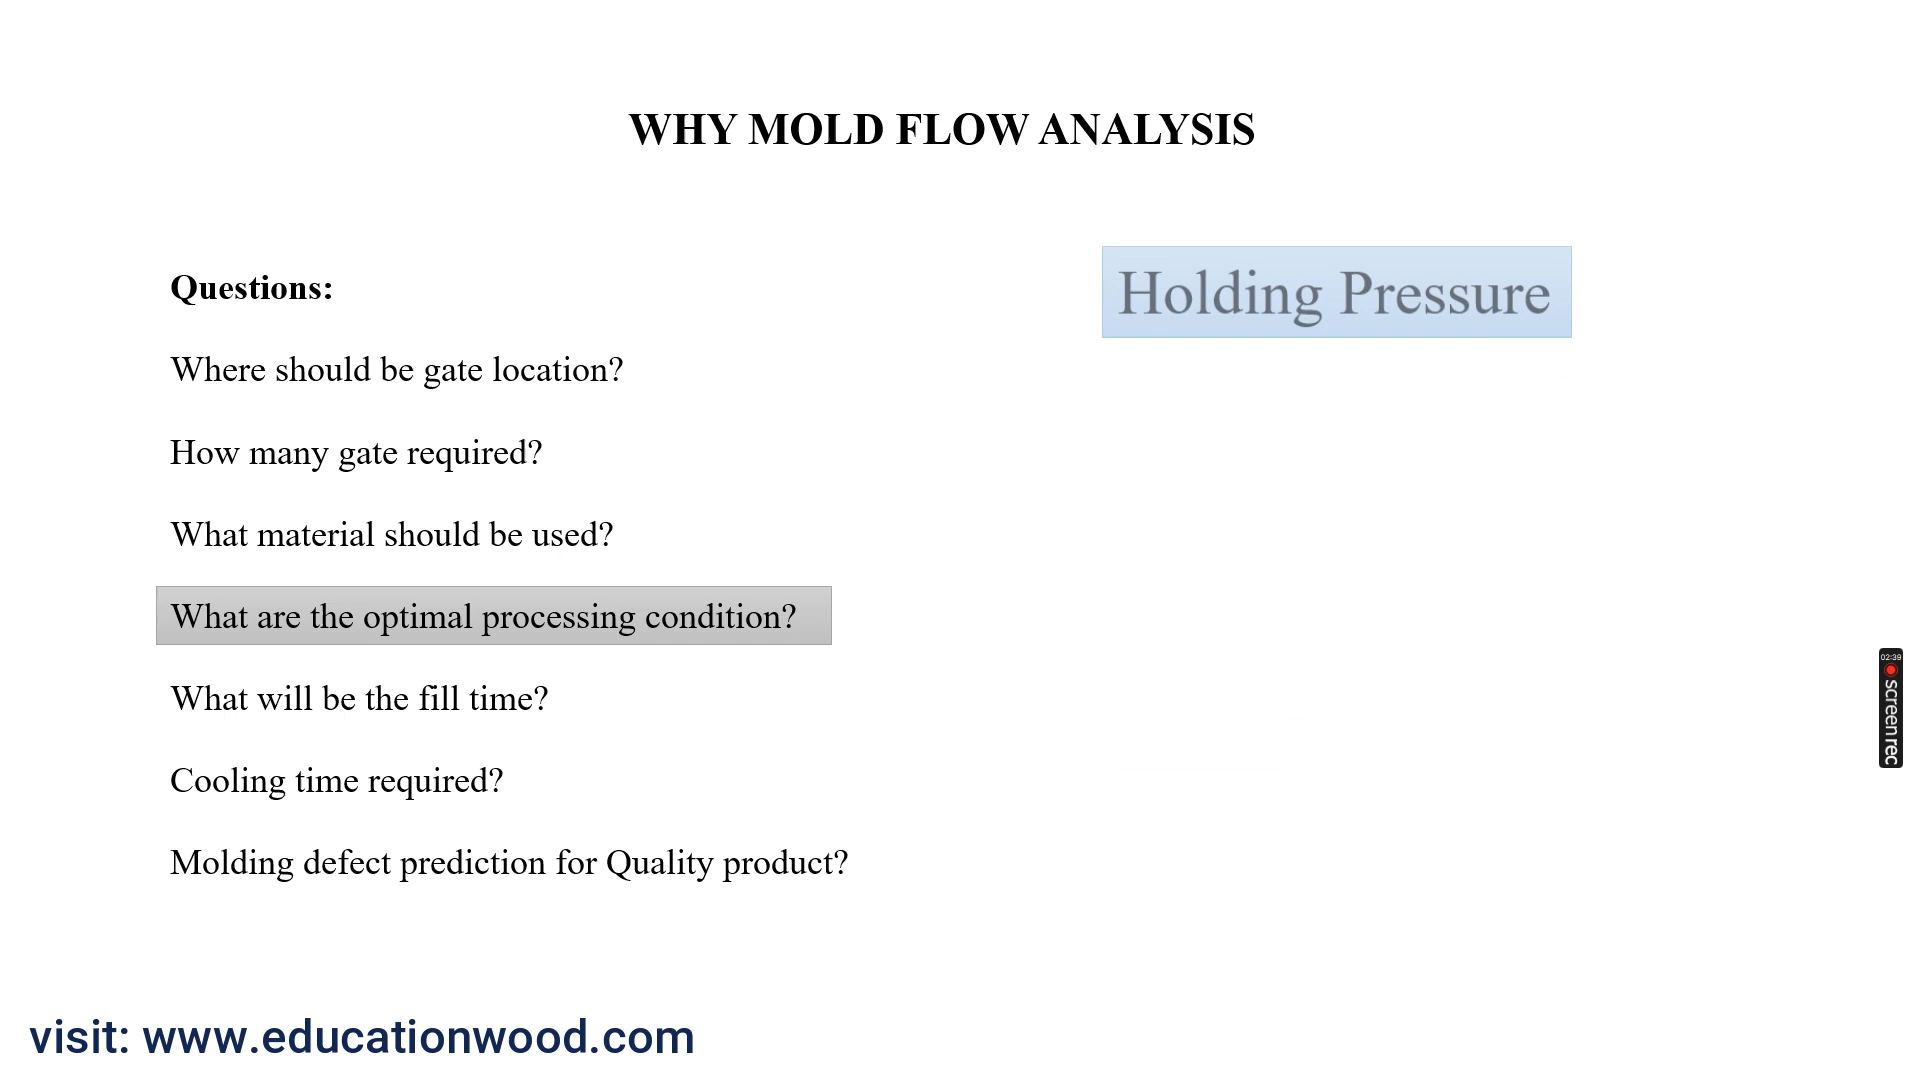 WHY MOLD FLOW ANALYSIS
Questions:
Holding Pressure
Where should be gate location?
How many gate required?
What material should be used?
What are the optimal processing condition?
What will be the fill time?
Cooling time required?
Molding defect prediction for Quality product?
02:39
screenrec
visit: www.educationwood.com